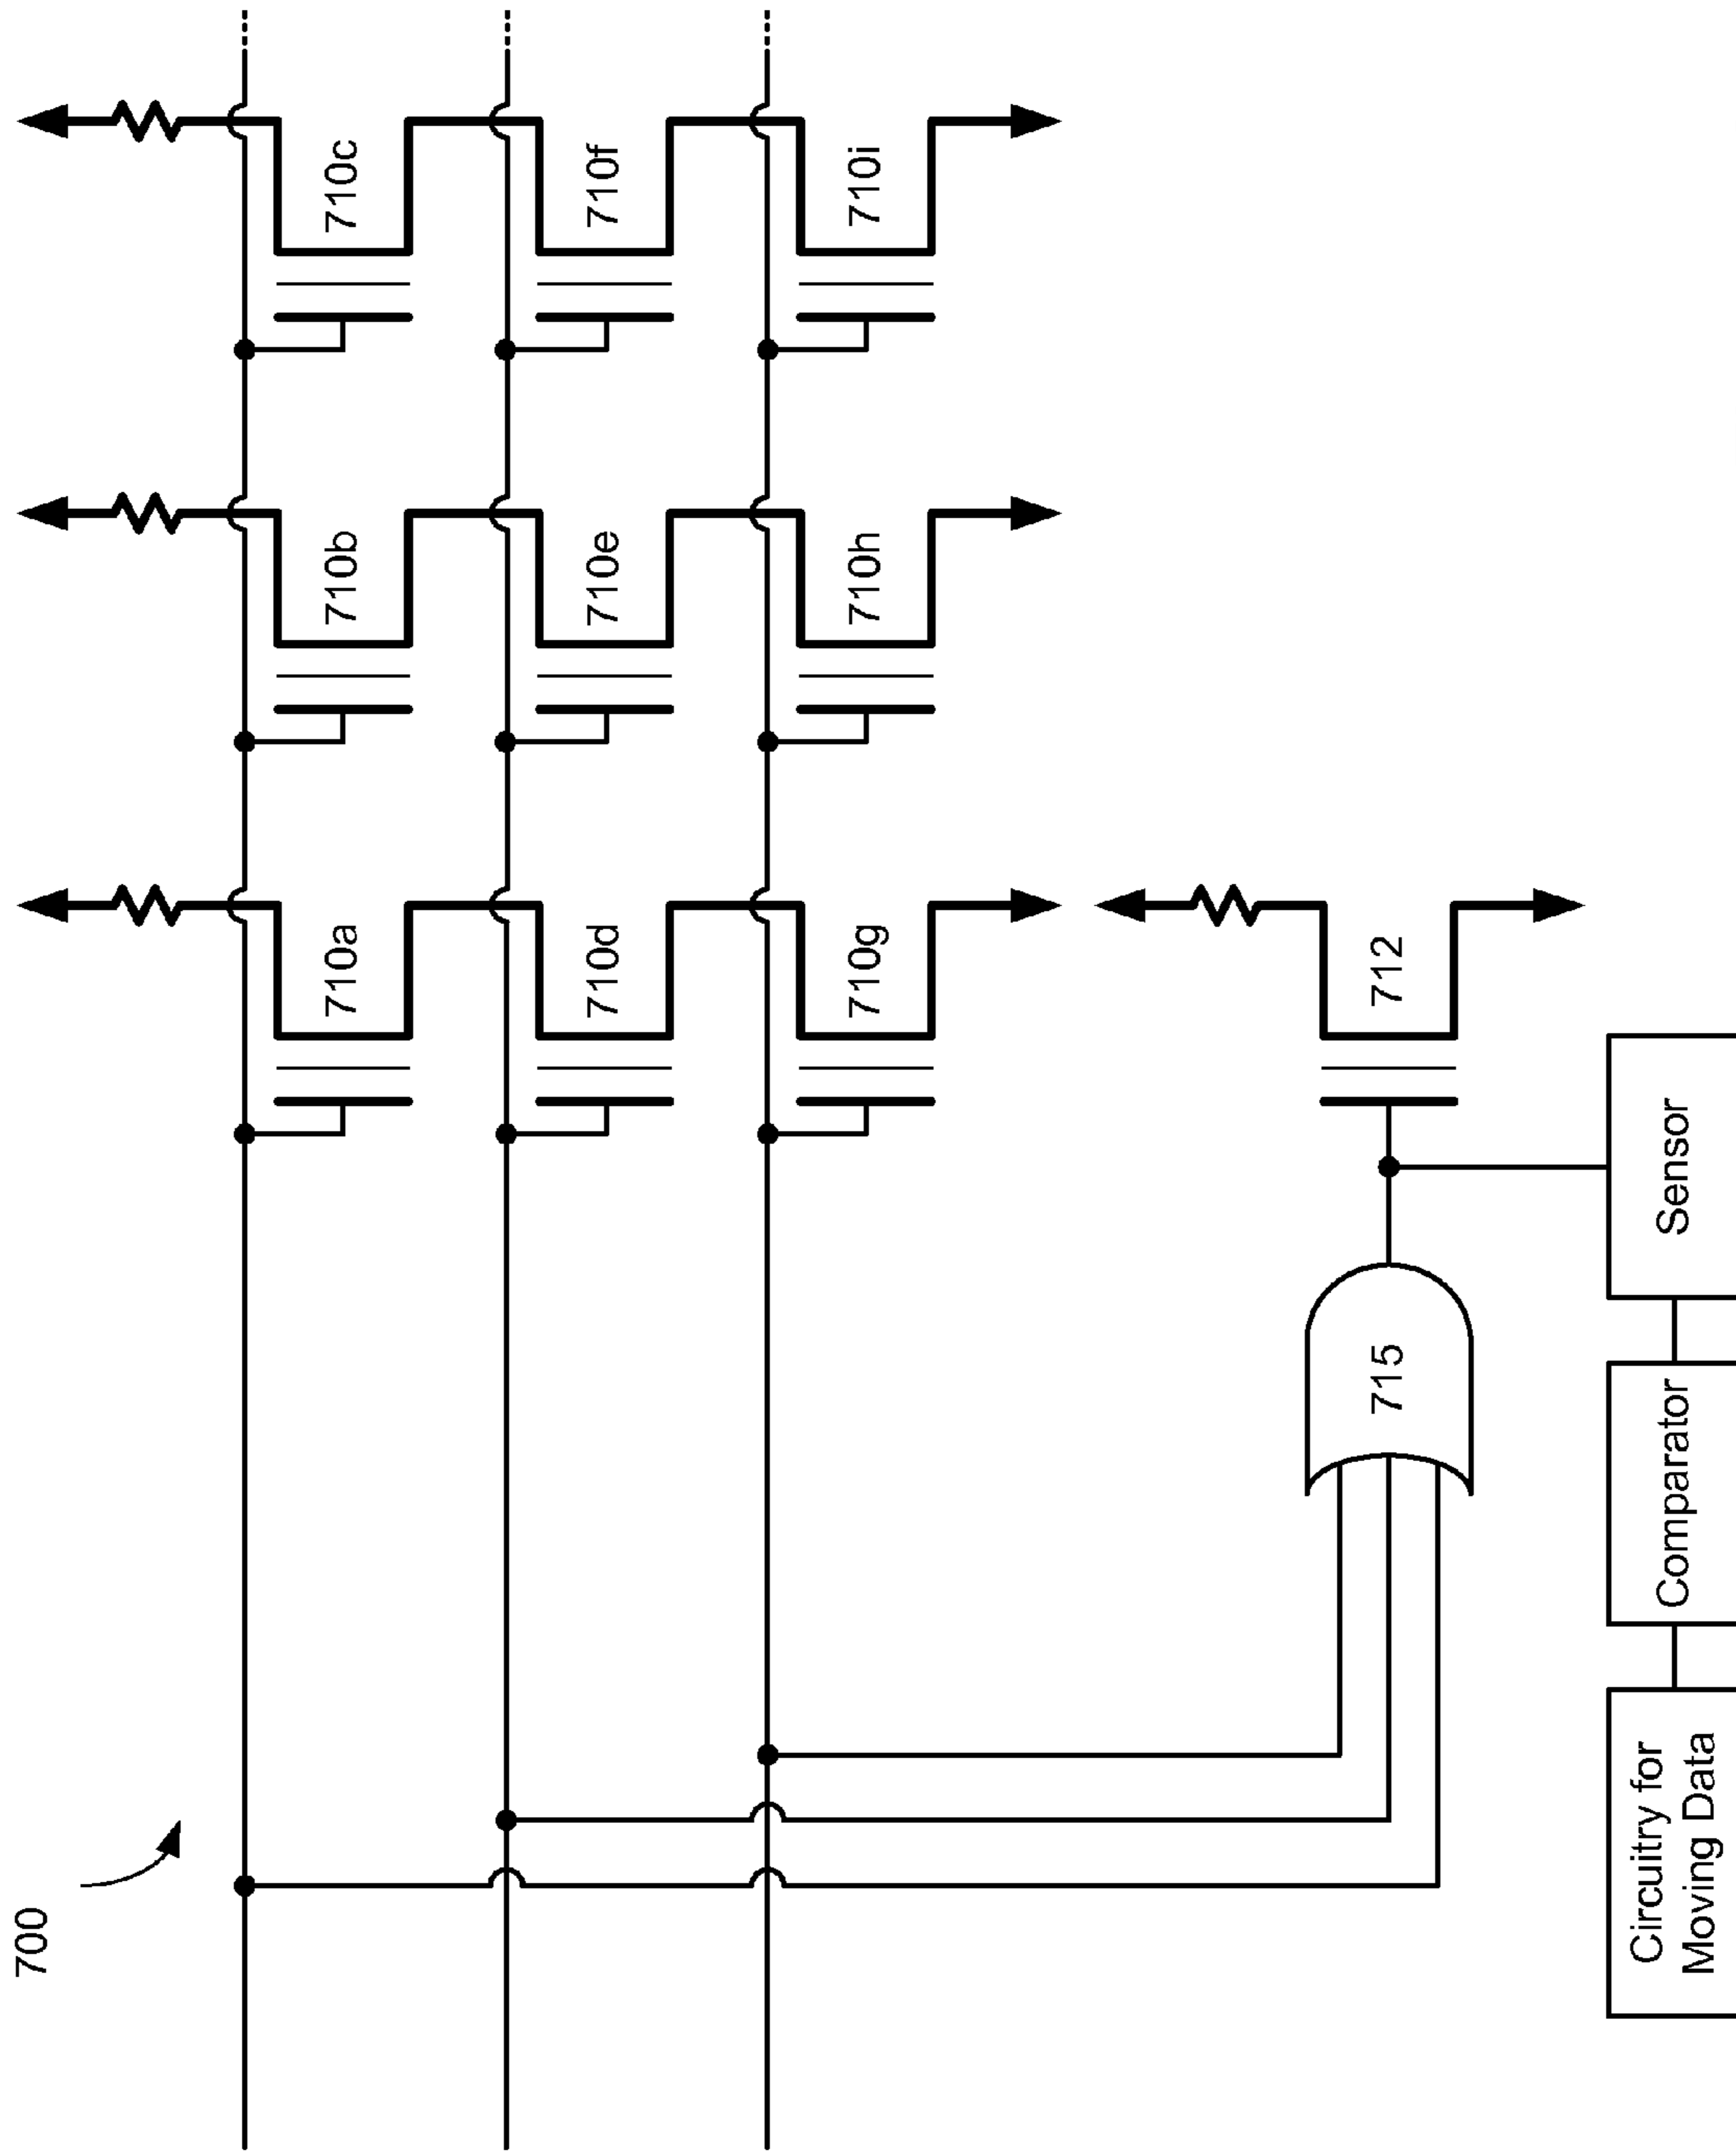 700
710a
710b
710c
710d
710e
710f
710g
710h
710i
712
715
Circuitry for
Moving Data
Comparator
Sensor